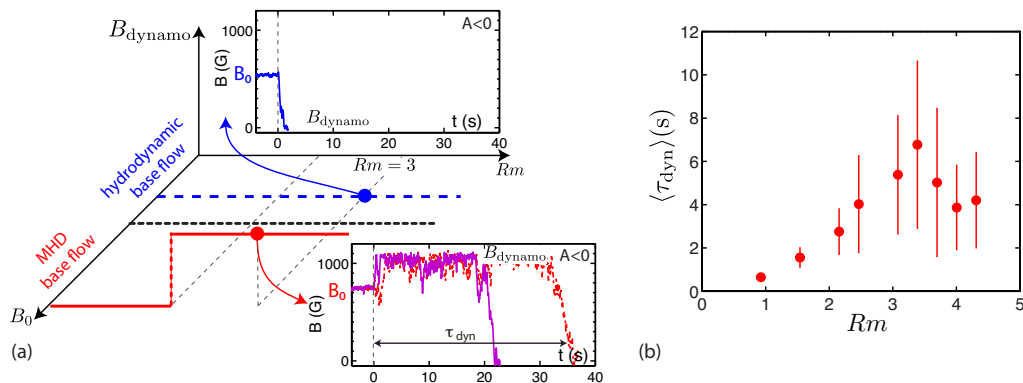 B_dynamo
1000
0
B (G)
B₀
A<0
B_dynamo
t (s)
0 10 20 30 40
Rm = 3
Rm
hydrodynamic
base flow
MHD
base flow
B₀
1000
0
B (G)
B₀
B_dynamo
A<0
τ dyn
t (s)
0 10 20 30 40
(a)
12
10
8
6
4
2
0
⟨τ_dyn⟩(s)
0 1 2 3 4 5
Rm
(b)